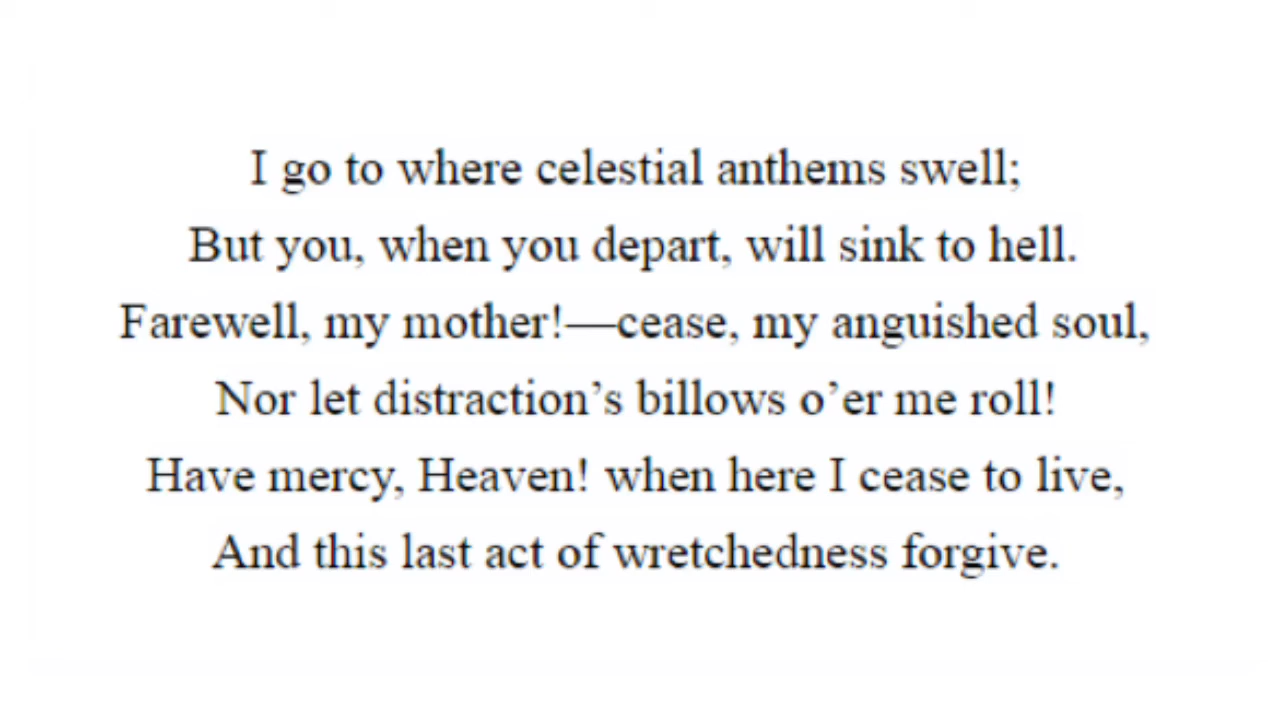 I go to where celestial anthems swell;
But you, when you depart, will sink to hell.
Farewell, my mother!—cease, my anguished soul,
Nor let distraction’s billows o’er me roll!
Have mercy, Heaven! when here I cease to live,
And this last act of wretchedness forgive.